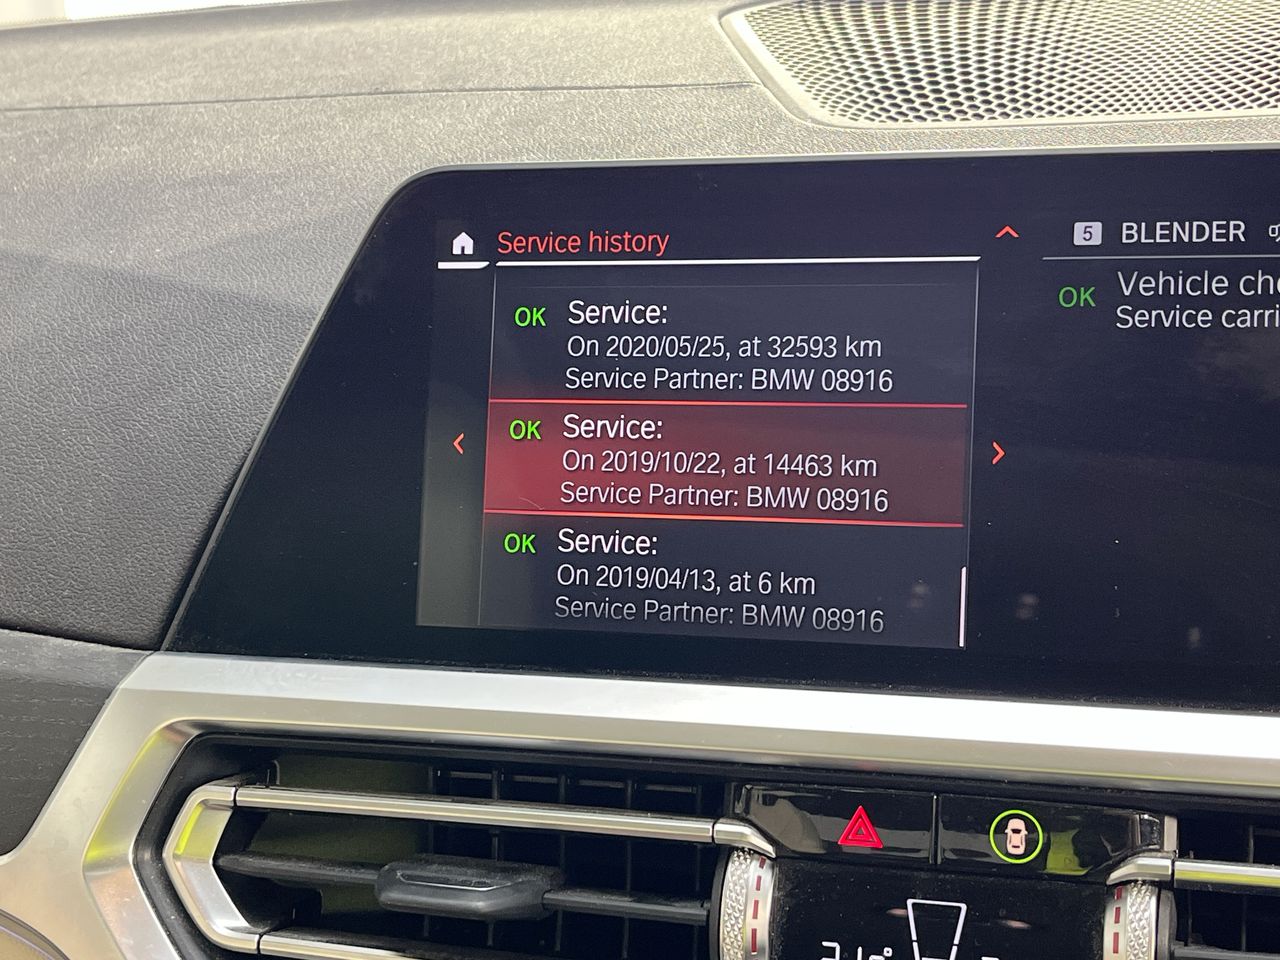 Service history
OK Service:
On 2020/05/25, at 32593 km
Service Partner: BMW 08916
OK Service:
On 2019/10/22, at 14463 km
Service Partner: BMW 08916
OK Service:
On 2019/04/13, at 6 km
Service Partner: BMW 08916
5 BLENDER
OK Vehicle
Service